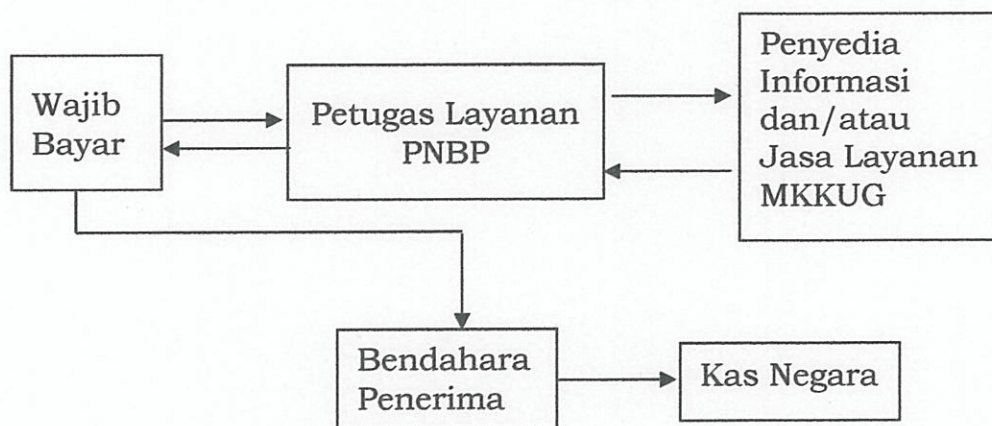 Wajib
Bayar
Petugas Layanan
PNBP
Penyedia
Informasi
dan/atau
Jasa Layanan
MKKUG
Bendahara
Penerima
Kas Negara